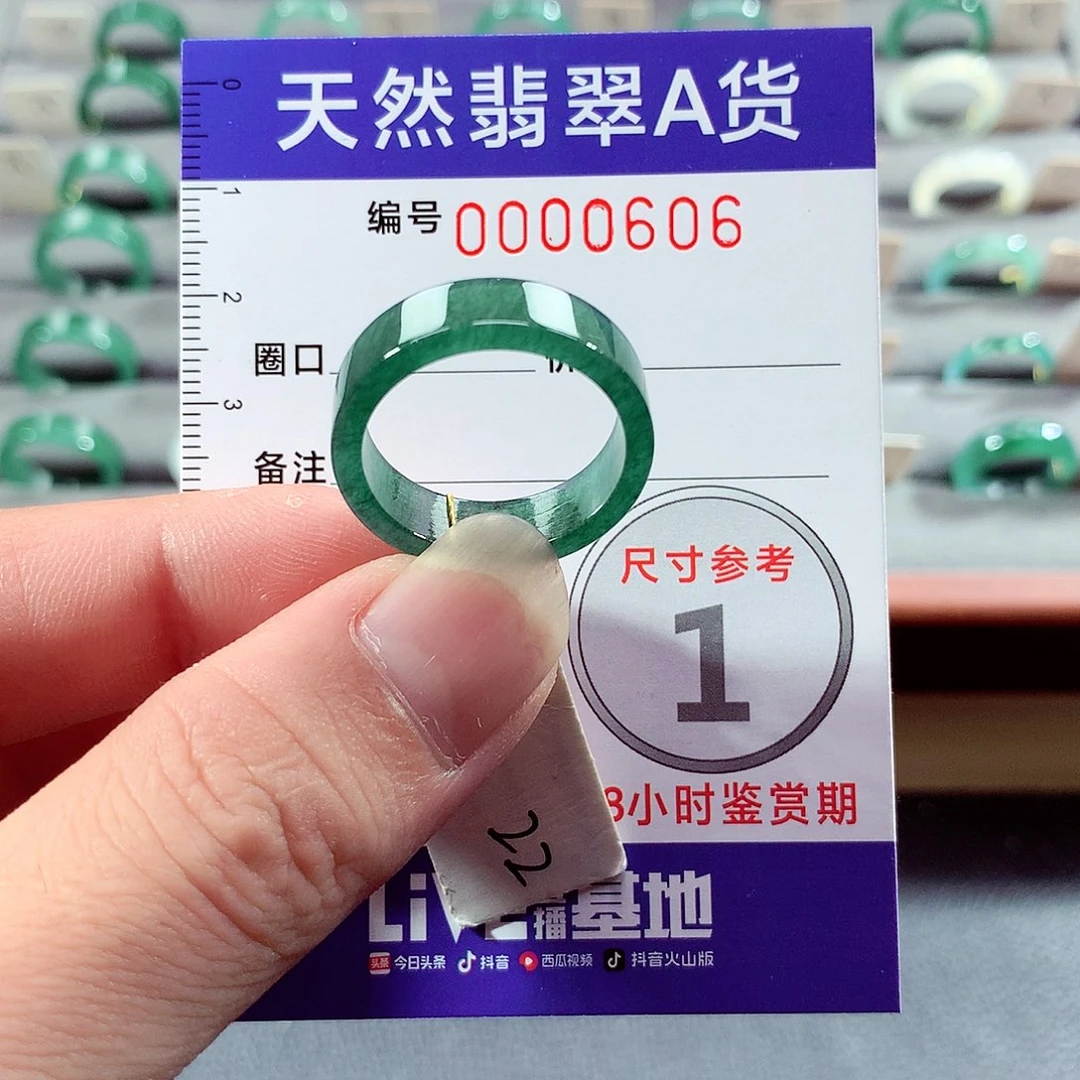 天然翡翠A货
0
1
编号 0000606
2
圈口
3
备注
尺寸参考
1
8小时鉴赏期
22
LiVE 播基地
今日头条 抖音 西瓜视频 抖音火山版